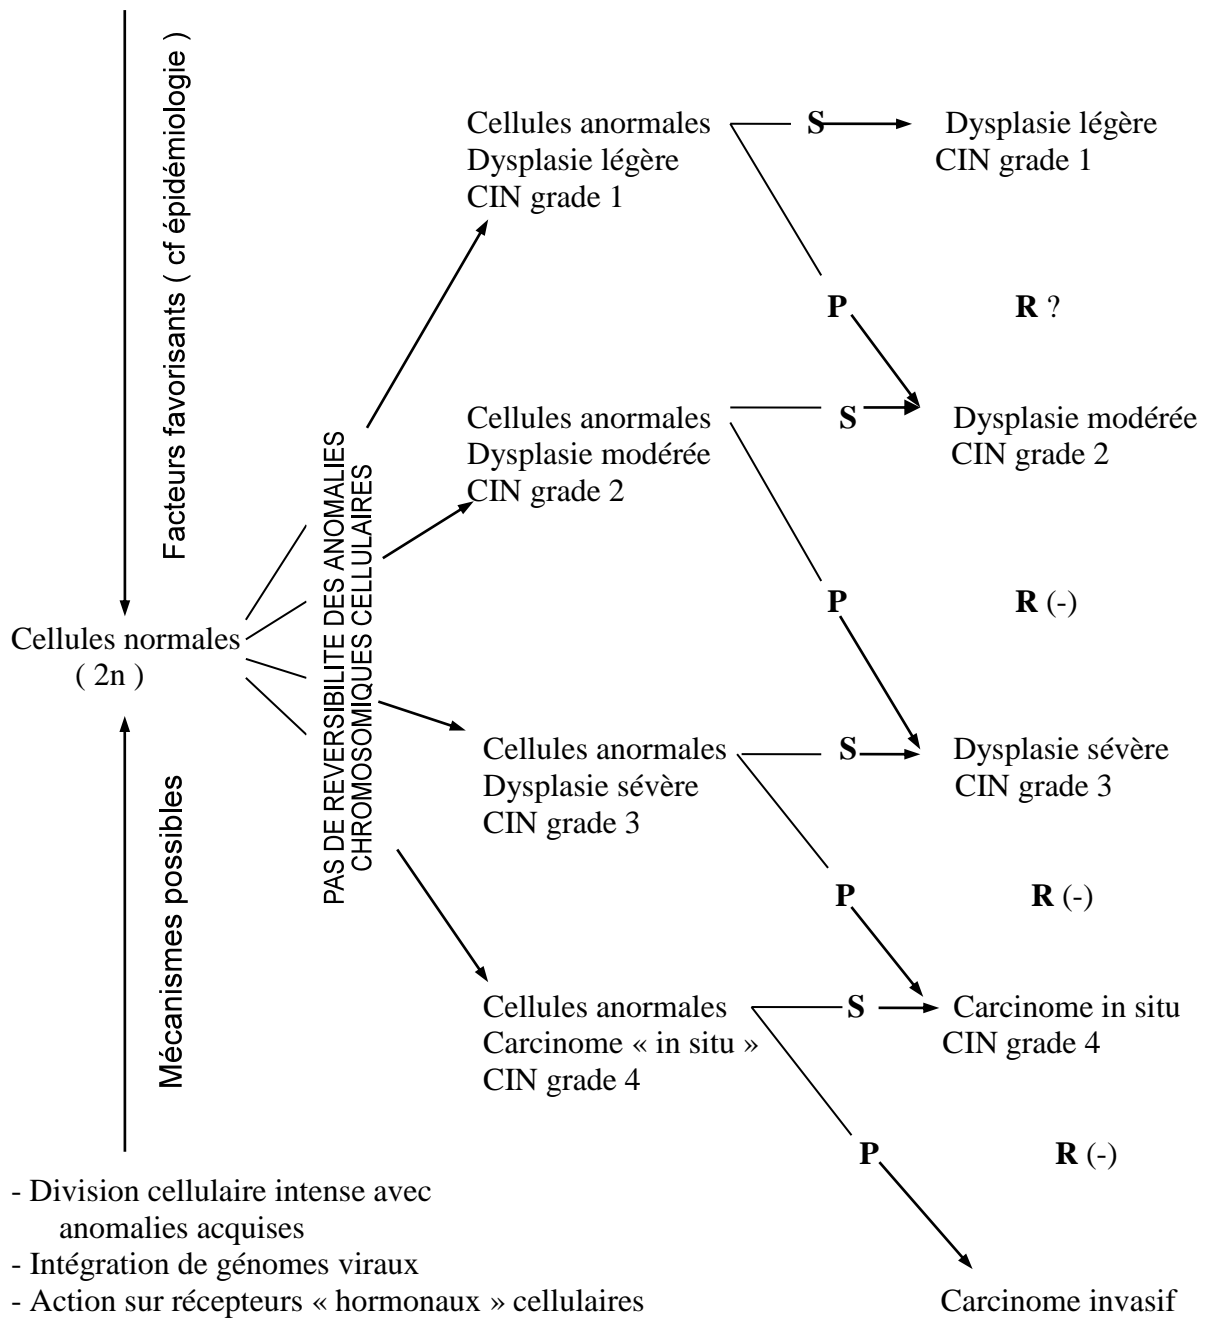 Facteurs favorisants ( cf épidémiologie )
Cellules anormales
Dysplasie légère
CIN grade 1
S
Dysplasie légère
CIN grade 1
P
R ?
Cellules anormales
Dysplasie modérée
CIN grade 2
S
Dysplasie modérée
CIN grade 2
PAS DE REVERSIBILITE DES ANOMALIES
CHROMOSOMIQUES CELLULAIRES
P
R (-)
Cellules normales
( 2n )
Cellules anormales
Dysplasie sévère
CIN grade 3
S
Dysplasie sévère
CIN grade 3
Mécanismes possibles
P
R (-)
Cellules anormales
Carcinome « in situ »
CIN grade 4
S
Carcinome in situ
CIN grade 4
P
R (-)
- Division cellulaire intense avec
anomalies acquises
- Intégration de génomes viraux
- Action sur récepteurs « hormonaux » cellulaires
Carcinome invasif